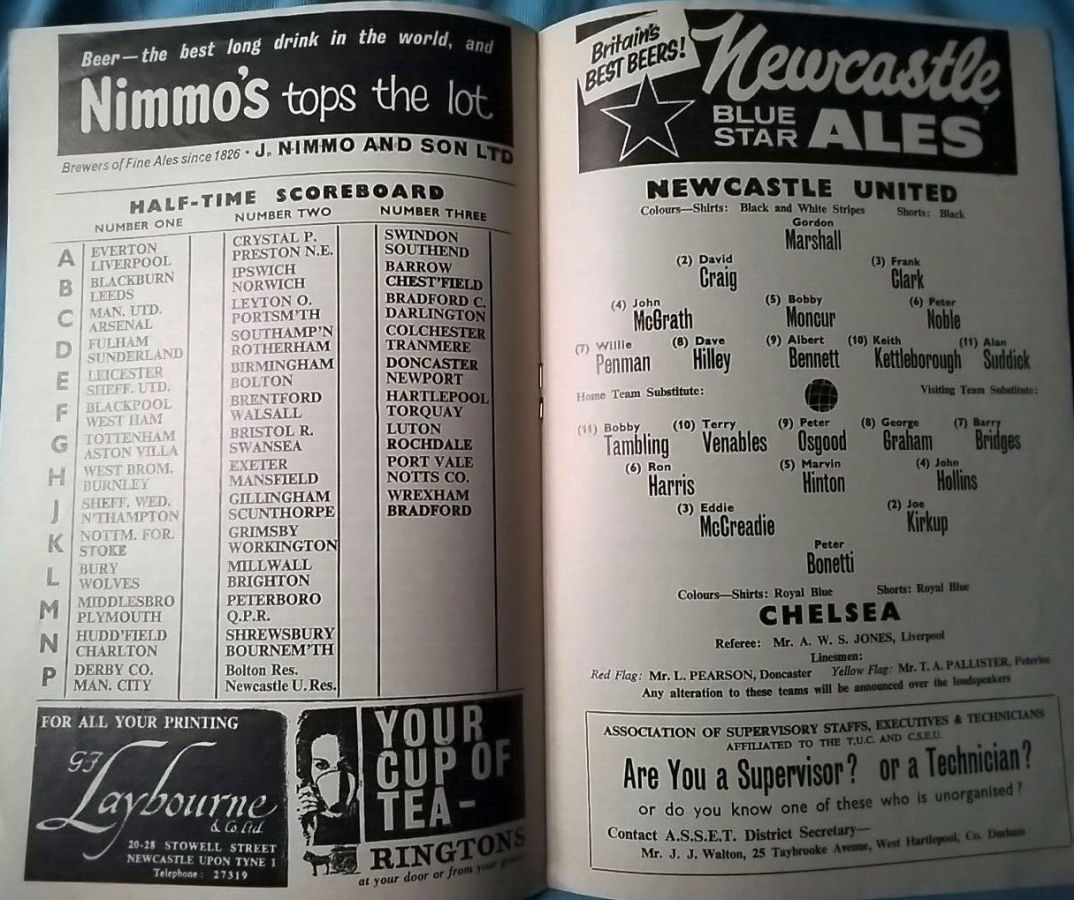 Beer—the best long drink in the world, and
Nimmo's tops the lot
Brewers of Fine Ales since 1826 · J. NIMMO AND SON LTD
HALF-TIME SCOREBOARD
NUMBER ONE NUMBER TWO NUMBER THREE
A EVERTON CRYSTAL P. SWINDON
LIVERPOOL PRESTON N.E. SOUTHEND
B BLACKBURN IPSWICH BARROW
LEEDS NORWICH CHEST'FIELD
C MAN. UTD. LEYTON O. BRADFORD C.
ARSENAL PORTSM'TH DARLINGTON
D FULHAM SOUTHAMP'N COLCHESTER
SUNDERLAND ROTHERHAM TRANMERE
E LEICESTER BIRMINGHAM DONCASTER
SHEFF. UTD. BOLTON NEWPORT
F BLACKPOOL BRENTFORD HARTLEPOOL
WEST HAM WALSALL TORQUAY
G TOTTENHAM BRISTOL R. LUTON
ASTON VILLA SWANSEA ROCHDALE
H WEST BROM. EXETER PORT VALE
BURNLEY MANSFIELD NOTTS CO.
J SHEFF. WED. GILLINGHAM WREXHAM
N'THAMPTON SCUNTHORPE BRADFORD
K NOTTM. FOR. GRIMSBY
STOKE WORKINGTON
L BURY MILLWALL
WOLVES BRIGHTON
M MIDDLESBRO PETERBORO
PLYMOUTH Q.P.R.
N HUDD'FIELD SHREWSBURY
CHARLTON BOURNEM'TH
P DERBY CO. Bolton Res.
MAN. CITY Newcastle U. Res.
FOR ALL YOUR PRINTING
GF
Laybourne
& Co Ltd
20-28 STOWELL STREET
NEWCASTLE UPON TYNE 1
Telephone: 27319
YOUR
CUP OF
TEA-
RINGTONS
at your door or from your grocer
Britain's
BEST BEERS!
Newcastle
BLUE
STAR ALES
NEWCASTLE UNITED
Colours—Shirts: Black and White Stripes Shorts: Black
Gordon
Marshall
(2) David (3) Frank
Craig Clark
(4) John (5) Bobby (6) Peter
McGrath Moncur Noble
(7) Willie (8) Dave (9) Albert (10) Keith (11) Alan
Penman Hilley Bennett Kettleborough Suddick
Home Team Substitute: Visiting Team Substitute:
(11) Bobby (10) Terry (9) Peter (8) George (7) Barry
Tambling Venables Osgood Graham Bridges
(6) Ron (5) Marvin (4) John
Harris Hinton Hollins
(3) Eddie (2) Joe
McCreadie Kirkup
Peter
Bonetti
Colours—Shirts: Royal Blue Shorts: Royal Blue
CHELSEA
Referee: Mr. A. W. S. JONES, Liverpool
Linesmen:
Red Flag: Mr. L. PEARSON, Doncaster Yellow Flag: Mr. T. A. PALLISTER, Peterlee
Any alteration to these teams will be announced over the loudspeakers
ASSOCIATION OF SUPERVISORY STAFFS, EXECUTIVES & TECHNICIANS
AFFILIATED TO THE T.U.C. AND C.S.E.U.
Are You a Supervisor? or a Technician?
or do you know one of these who is unorganised?
Contact A.S.S.E.T. District Secretary—
Mr. J. J. Walton, 25 Taybrooke Avenue, West Hartlepool, Co. Durham